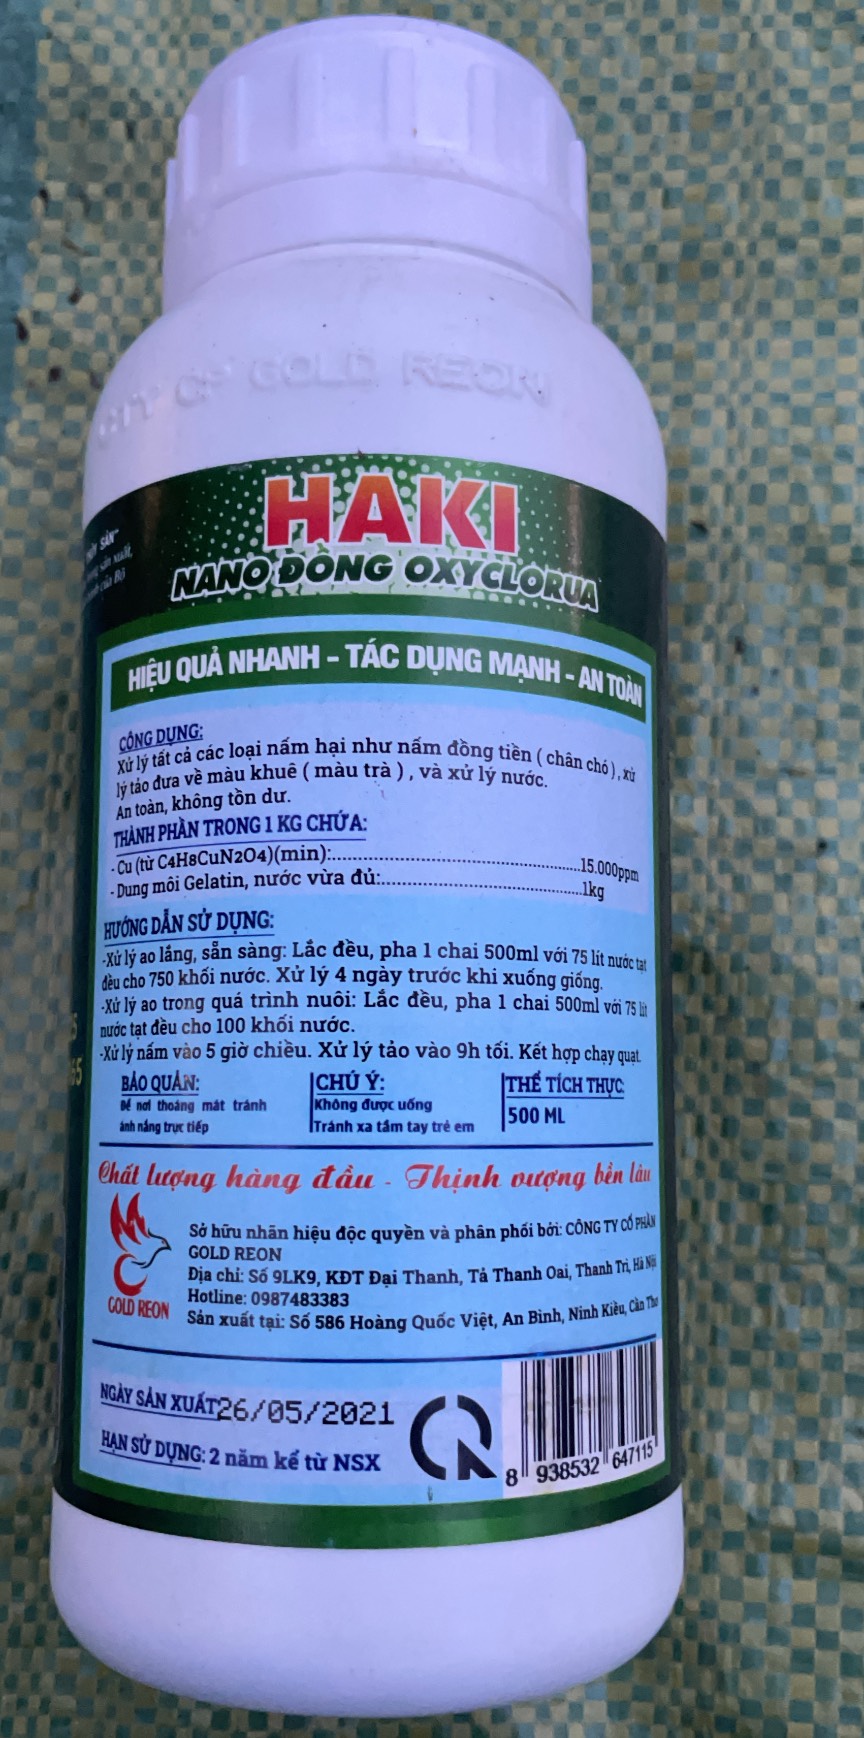 CTY CP GOLD REON
HAKI
NANO ĐỒNG OXYCLORUA
HIỆU QUẢ NHANH - TÁC DỤNG MẠNH - AN TOÀN
CÔNG DỤNG:
Xử lý tất cả các loại nấm hại như nấm đồng tiền ( chân chó ), xử
lý tảo đưa về màu khuê ( màu trà ) , và xử lý nước.
An toàn, không tồn dư.
THÀNH PHẦN TRONG 1 KG CHỨA:
- Cu (từ C4H8CuN2O4)(min):...15.000ppm
- Dung môi Gelatin, nước vừa đủ:...1kg
HƯỚNG DẪN SỬ DỤNG:
-Xử lý ao lắng, sẵn sàng: Lắc đều, pha 1 chai 500ml với 75 lít nước tạt
đều cho 750 khối nước. Xử lý 4 ngày trước khi xuống giống.
-Xử lý ao trong quá trình nuôi: Lắc đều, pha 1 chai 500ml với 75 lít
nước tạt đều cho 100 khối nước.
-Xử lý nấm vào 5 giờ chiều. Xử lý tảo vào 9h tối. Kết hợp chạy quạt.
BẢO QUẢN:
Để nơi thoáng mát tránh
ánh nắng trực tiếp
CHÚ Ý:
Không được uống
Tránh xa tầm tay trẻ em
THỂ TÍCH THỰC:
500 ML
Chất lượng hàng đầu - Thịnh vượng bền lâu
GOLD REON
Sở hữu nhãn hiệu độc quyền và phân phối bởi: CÔNG TY CỔ PHẦN
GOLD REON
Địa chỉ: Số 9LK9, KĐT Đại Thanh, Tả Thanh Oai, Thanh Trì, Hà Nội
Hotline: 0987483383
Sản xuất tại: Số 586 Hoàng Quốc Việt, An Bình, Ninh Kiều, Cần Thơ
NGÀY SẢN XUẤT 26/05/2021
HẠN SỬ DỤNG: 2 năm kể từ NSX
8 938532 647115